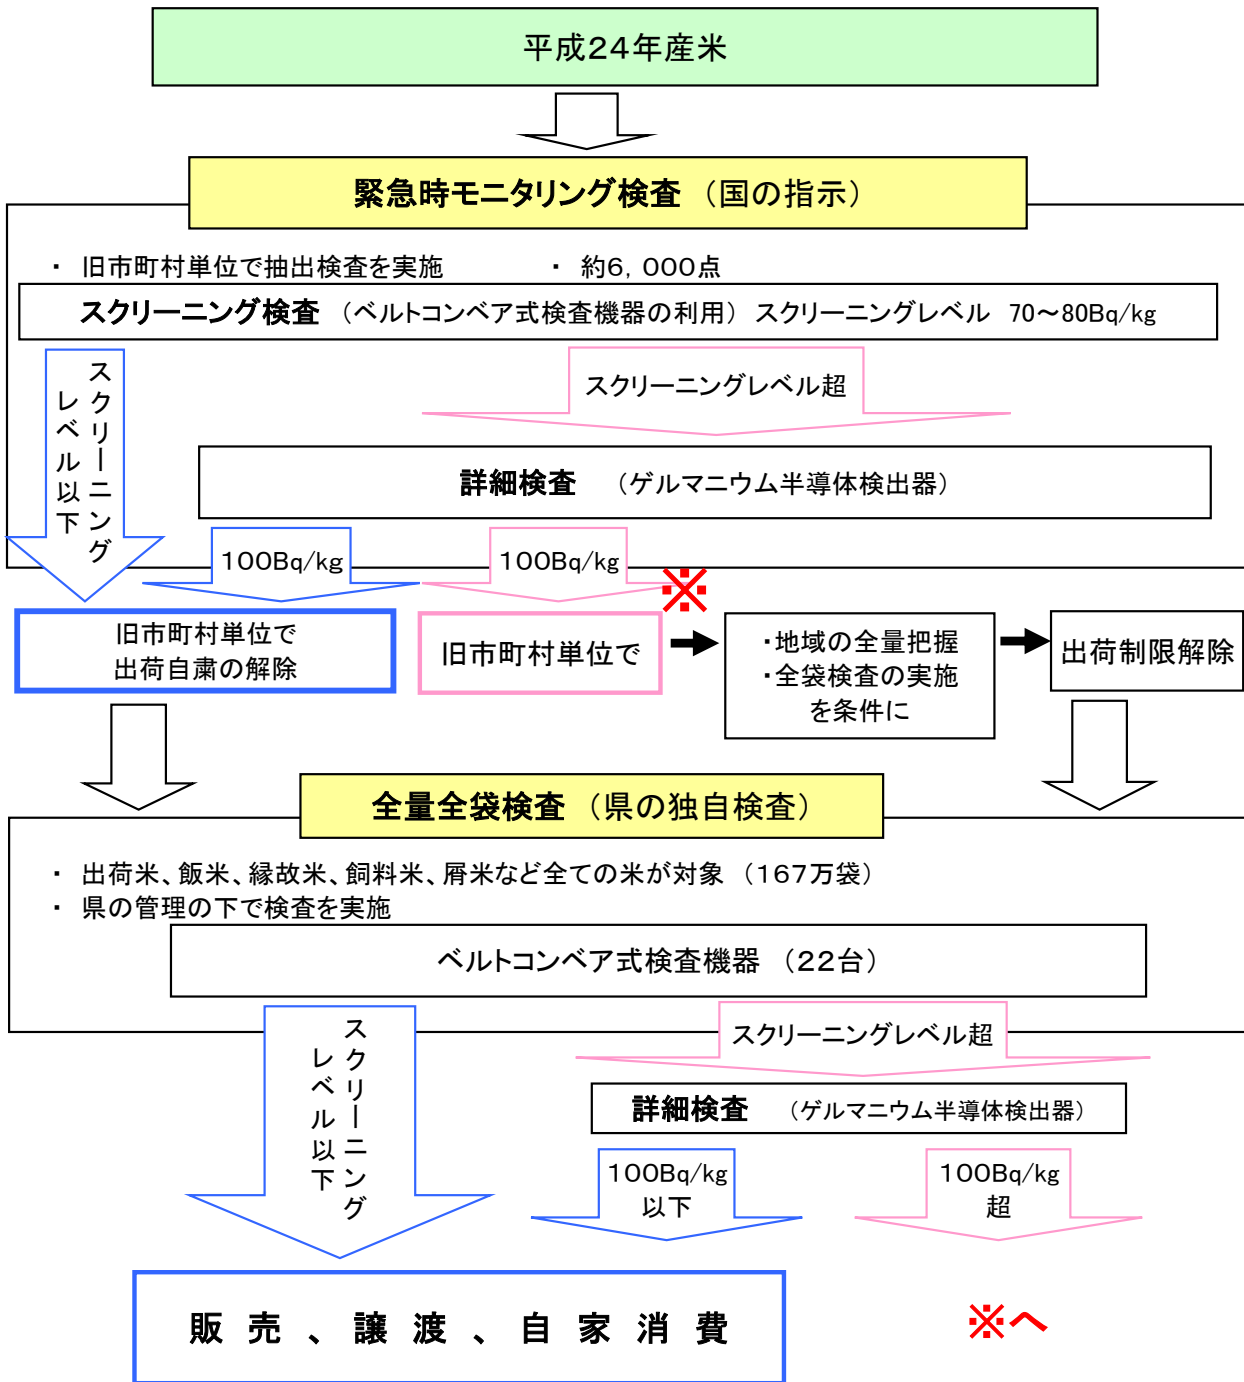 平成24年産米
緊急時モニタリング検査 （国の指示）
・ 旧市町村単位で抽出検査を実施 ・ 約6，000点
スクリーニング検査 （ベルトコンベア式検査機器の利用） スクリーニングレベル 70～80Bq/kg
スクリーニング
レベル以下
スクリーニングレベル超
詳細検査 （ゲルマニウム半導体検出器）
100Bq/kg
100Bq/kg
※
旧市町村単位で
出荷自粛の解除
旧市町村単位で
・地域の全量把握
・全袋検査の実施
を条件に
出荷制限解除
全量全袋検査 （県の独自検査）
・ 出荷米、飯米、縁故米、飼料米、屑米など全ての米が対象 （167万袋）
・ 県の管理の下で検査を実施
ベルトコンベア式検査機器 （22台）
スクリーニング
レベル以下
スクリーニングレベル超
詳細検査 （ゲルマニウム半導体検出器）
100Bq/kg
以下
100Bq/kg
超
販売、譲渡、自家消費
※へ